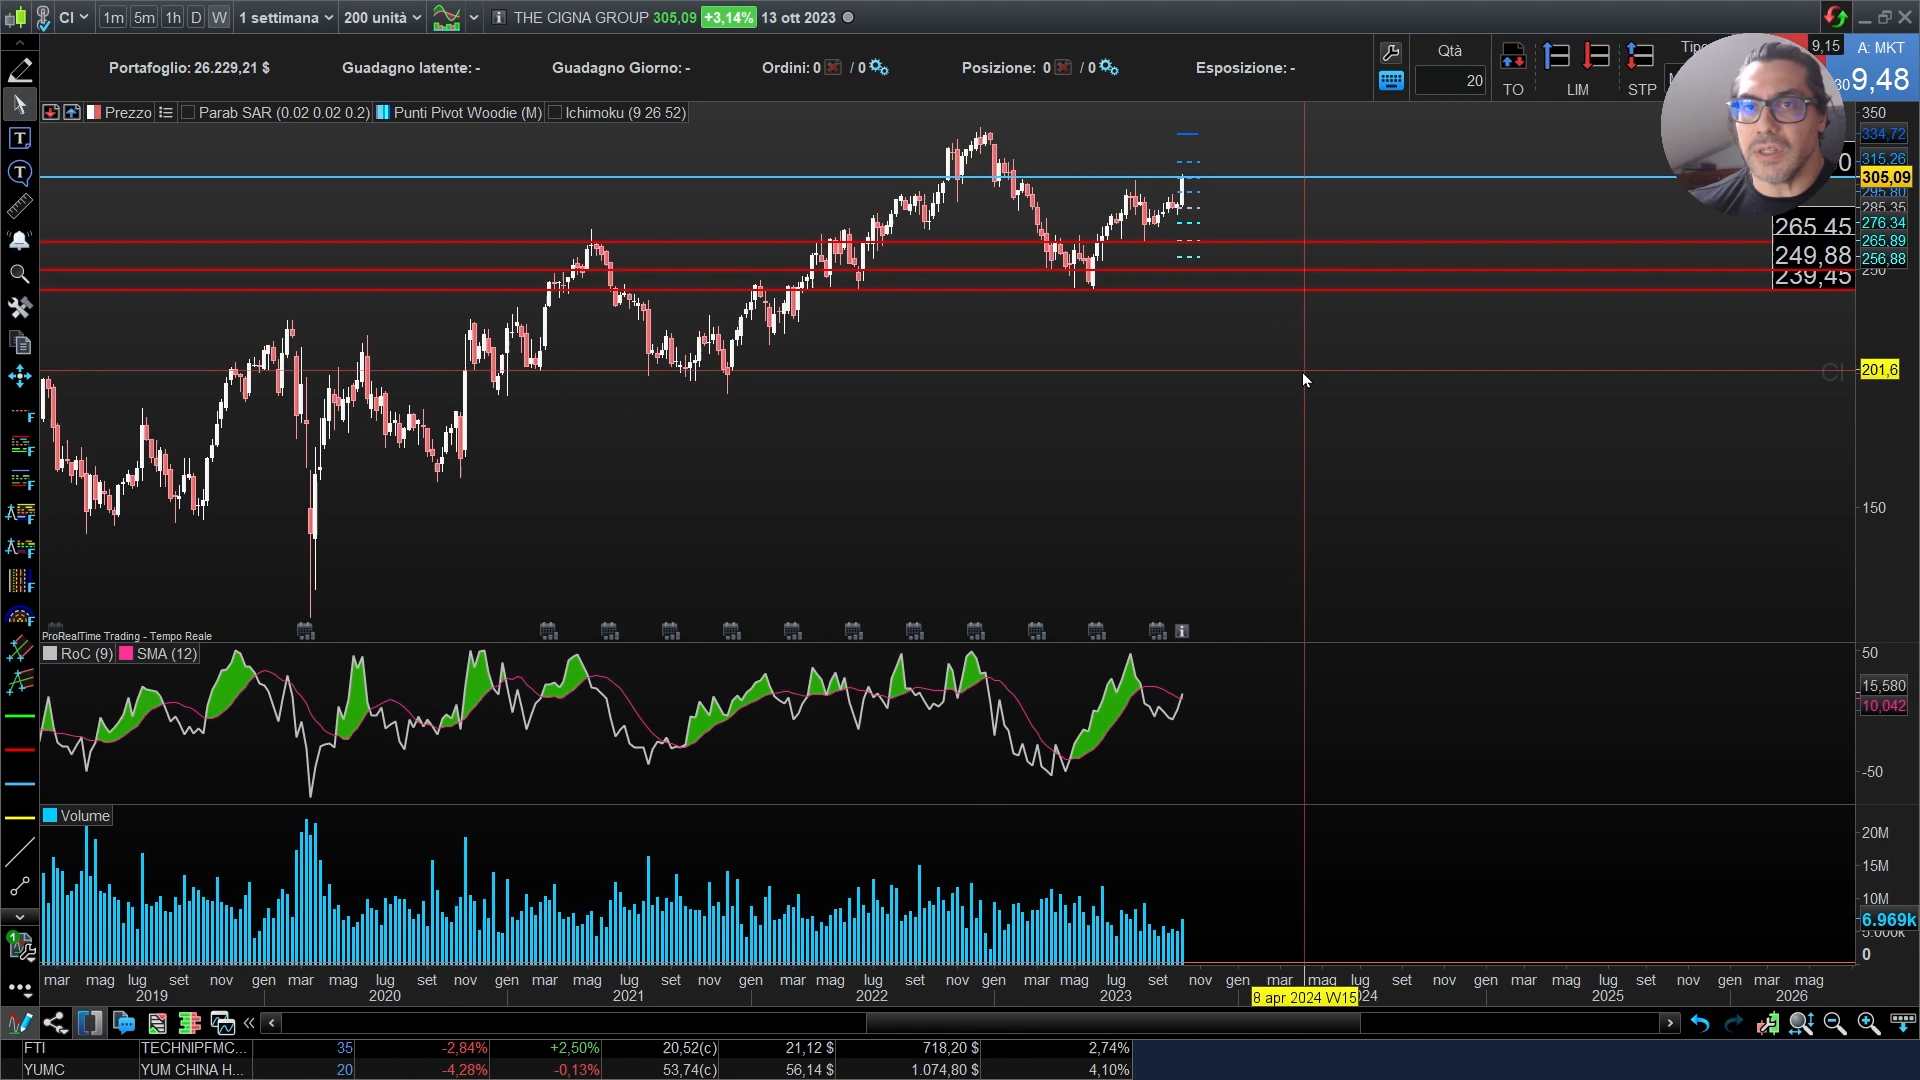 CI 1m 5m 1h D W 1 settimana 200 unità THE CIGNA GROUP 305,09 +3,14% 13 ott 2023
Portafoglio: 26.229,21 $ Guadagno latente: - Guadagno Giorno: - Ordini: 0 / 0 Posizione: 0 / 0 Esposizione: -
Qtà
20
TO LIM STP
9,15 A: MKT
9,48
Prezzo Parab SAR (0.02 0.02 0.2) Punti Pivot Woodie (M) Ichimoku (9 26 52)
350
334,72
315,26
305,09
295,80
285,35
276,34
265,45 265,89
249,88 256,88
250
239,45
CI 201,6
150
ProRealTime Trading - Tempo Reale
RoC (9) SMA (12)
50
15,580
10,042
-50
Volume
20M
15M
10M
6.969k
5.000k
0
mar mag lug set nov gen mar mag lug set nov gen mar mag lug set nov gen mar mag lug set nov gen mar mag lug set nov gen mar mag lug set nov gen mar mag lug set nov gen mar mag
2019 2020 2021 2022 2023 8 apr 2024 W15 24 2025 2026
FTI TECHNIPFMC... 35 -2,84% +2,50% 20,52(c) 21,12 $ 718,20 $ 2,74%
YUMC YUM CHINA H... 20 -4,28% -0,13% 53,74(c) 56,14 $ 1.074,80 $ 4,10%